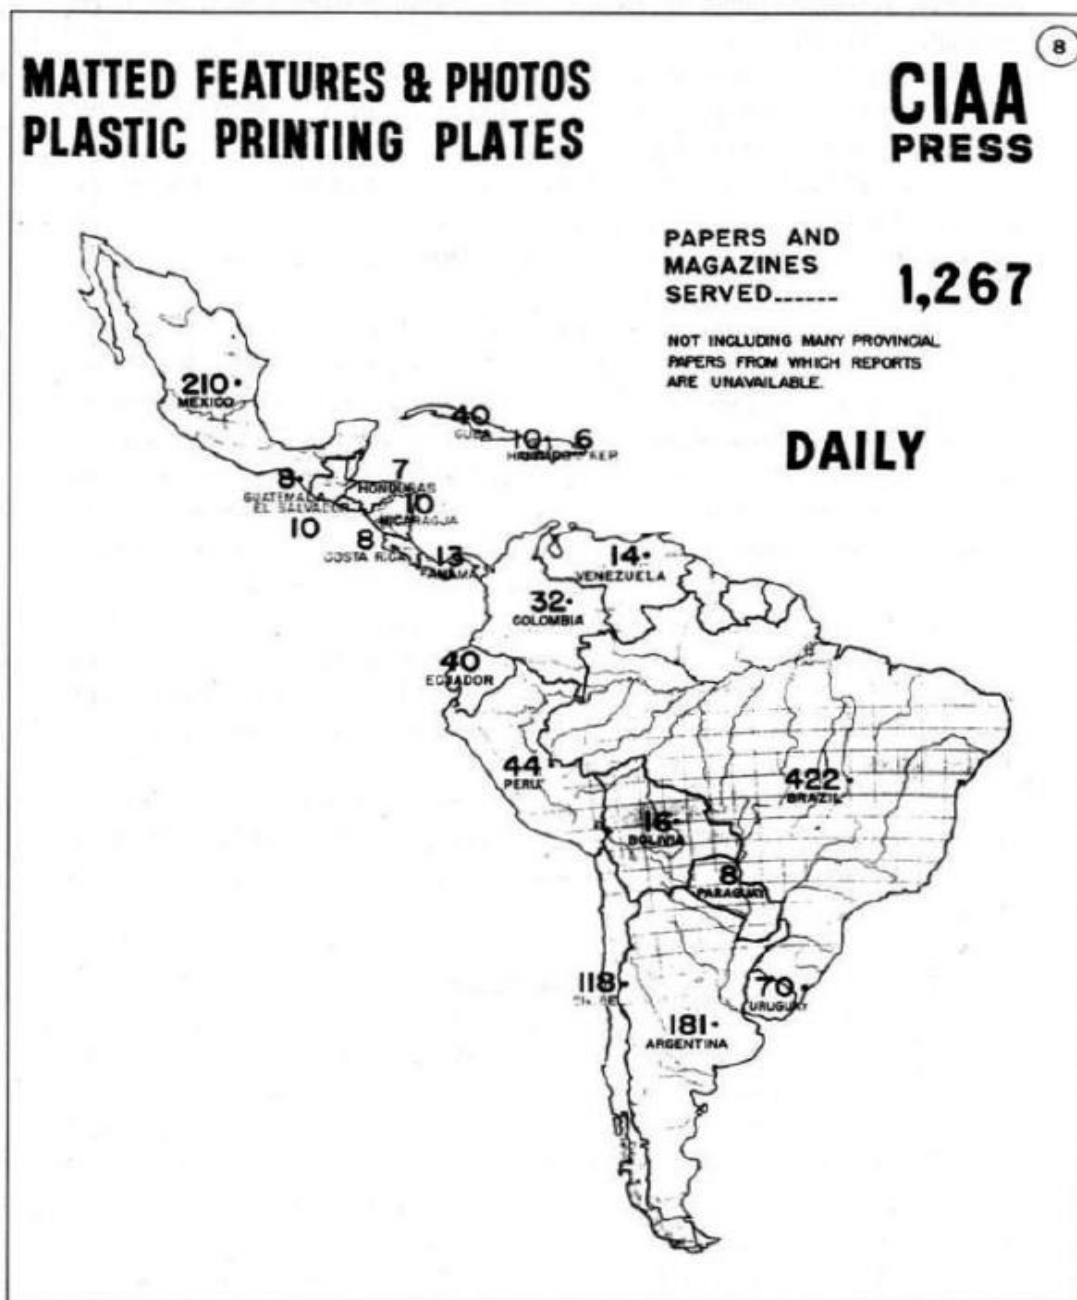 8
MATTED FEATURES & PHOTOS
PLASTIC PRINTING PLATES
CIAA
PRESS
PAPERS AND
MAGAZINES
SERVED------ 1,267
NOT INCLUDING MANY PROVINCIAL
PAPERS FROM WHICH REPORTS
ARE UNAVAILABLE.
DAILY
210
MEXICO
40
CUBA
10
6
REP.
7
HONDURAS
8
GUATEMALA
EL SALVADOR
10
10
NICARAGUA
8
COSTA RICA
13
PANAMA
14
VENEZUELA
32
COLOMBIA
40
ECUADOR
44
PERU
422
BRAZIL
16
BOLIVIA
8
PARAGUAY
118
70
URUGUAY
181
ARGENTINA